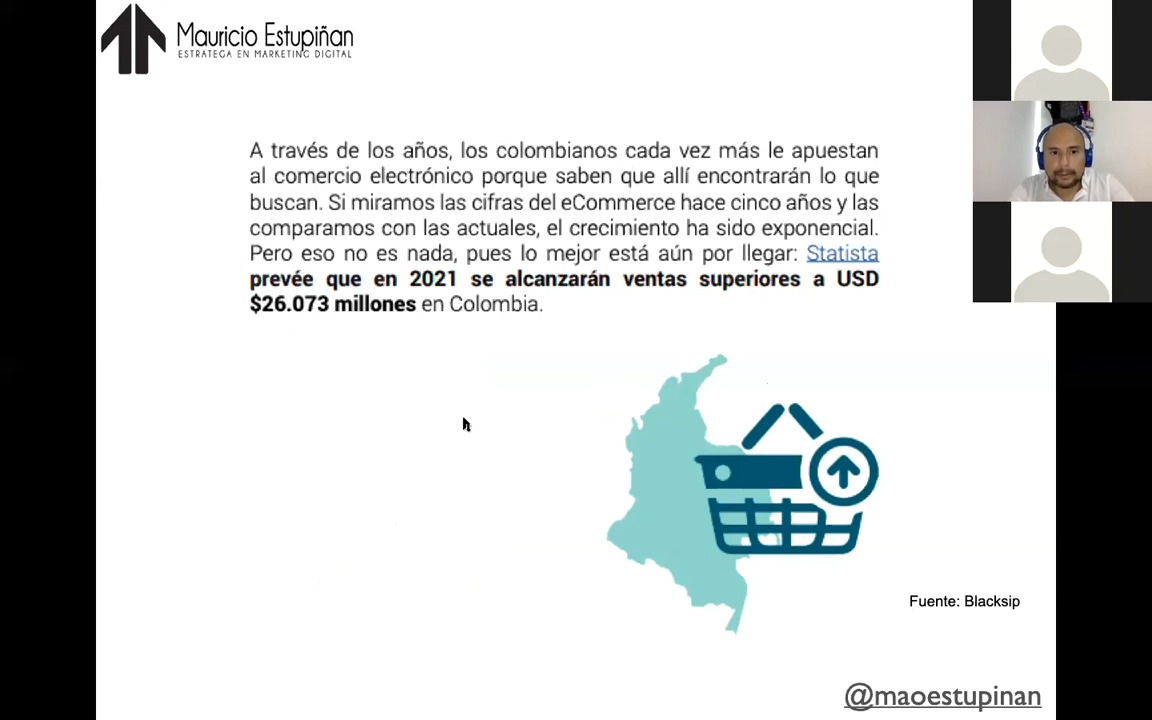 Mauricio Estupiñan
ESTRATEGA EN MARKETING DIGITAL
A través de los años, los colombianos cada vez más le apuestan
al comercio electrónico porque saben que allí encontrarán lo que
buscan. Si miramos las cifras del eCommerce hace cinco años y las
comparamos con las actuales, el crecimiento ha sido exponencial.
Pero eso no es nada, pues lo mejor está aún por llegar: Statista
prevée que en 2021 se alcanzarán ventas superiores a USD
$26.073 millones en Colombia.
Fuente: Blacksip
@maoestupinan